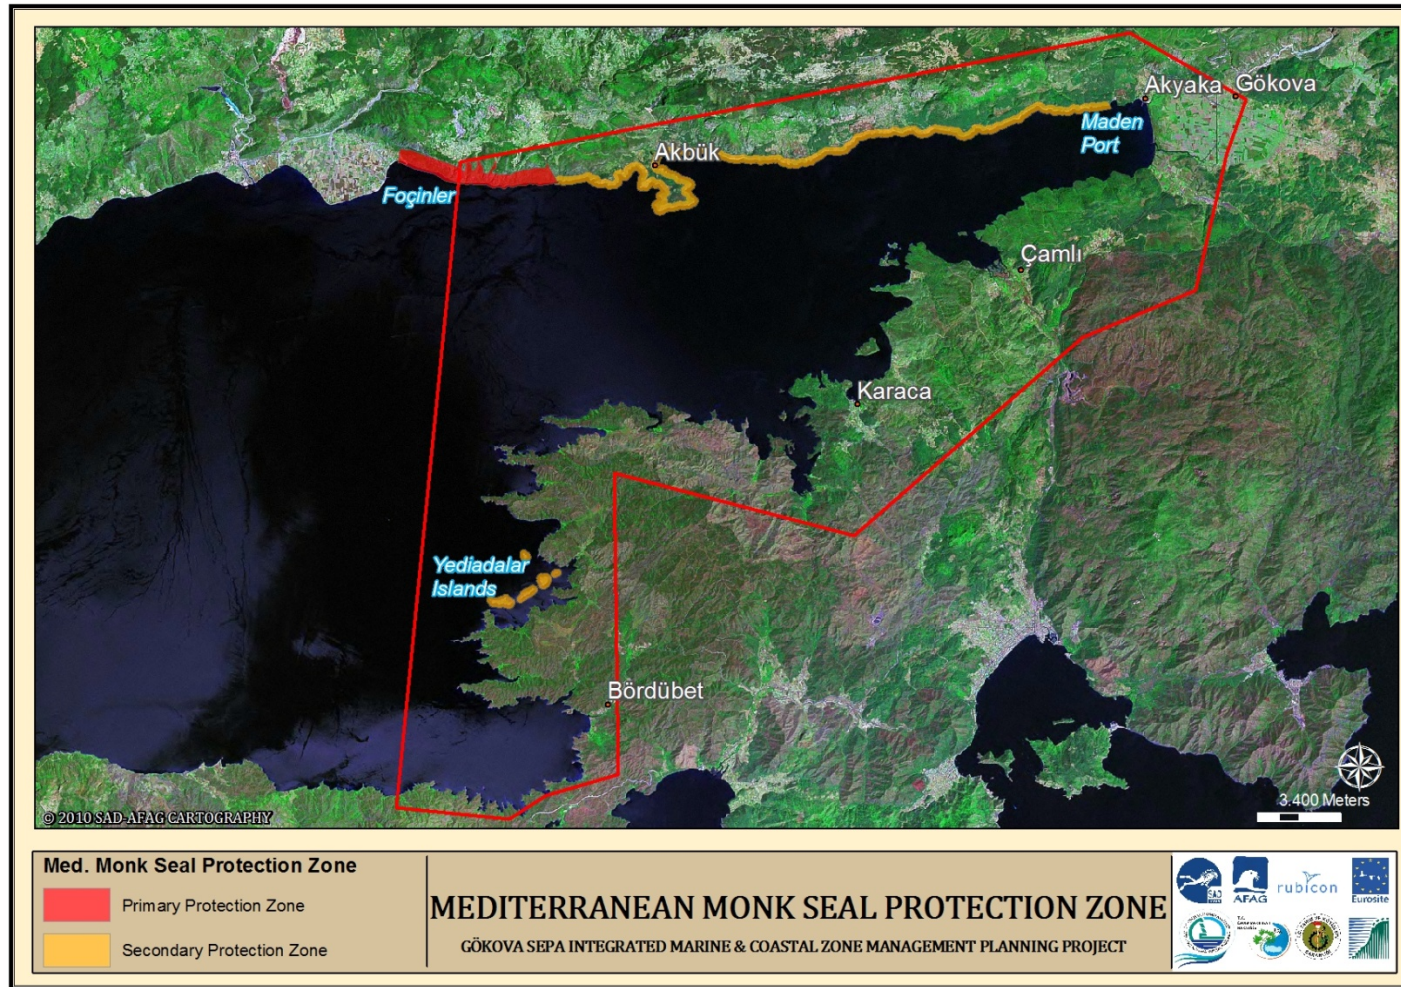 Akyaka
Gökova
Maden
Port
Akbük
Foçinler
Çamlı
Karaca
Yediadalar
Islands
Bördübet
3.400 Meters
© 2010 SAD-AFAG CARTOGRAPHY
Med. Monk Seal Protection Zone
Primary Protection Zone
Secondary Protection Zone
MEDITERRANEAN MONK SEAL PROTECTION ZONE
GÖKOVA SEPA INTEGRATED MARINE & COASTAL ZONE MANAGEMENT PLANNING PROJECT
SAD
AFAG
rubicon
Eurosite